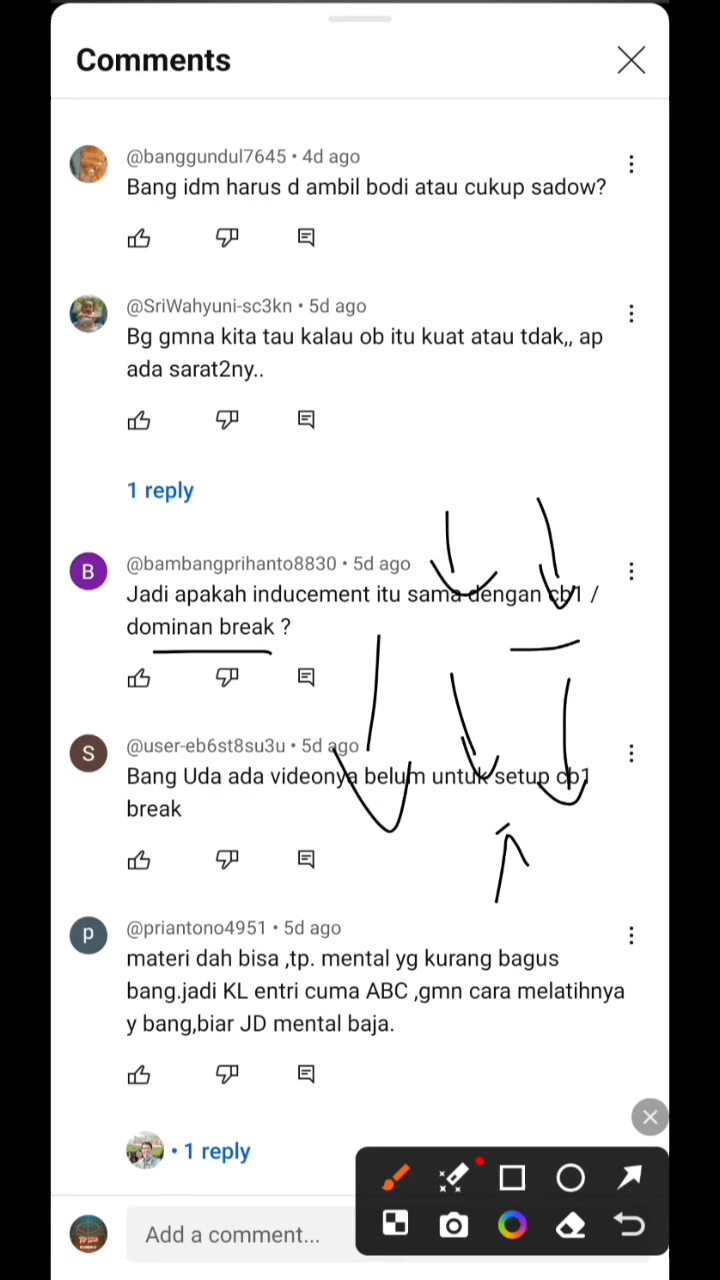 Comments
@banggundul7645 • 4d ago
Bang idm harus d ambil bodi atau cukup sadow?
@SriWahyuni-sc3kn • 5d ago
Bg gmna kita tau kalau ob itu kuat atau tdak,, ap
ada sarat2ny..
1 reply
B
@bambangprihanto8830 • 5d ago
Jadi apakah inducement itu sama dengan cb1 /
dominan break ?
S
@user-eb6st8su3u • 5d ago
Bang Uda ada videonya belum untuk setup cb1
break
p
@priantono4951 • 5d ago
materi dah bisa ,tp. mental yg kurang bagus
bang.jadi KL entri cuma ABC ,gmn cara melatihnya
y bang,biar JD mental baja.
• 1 reply
Add a comment...